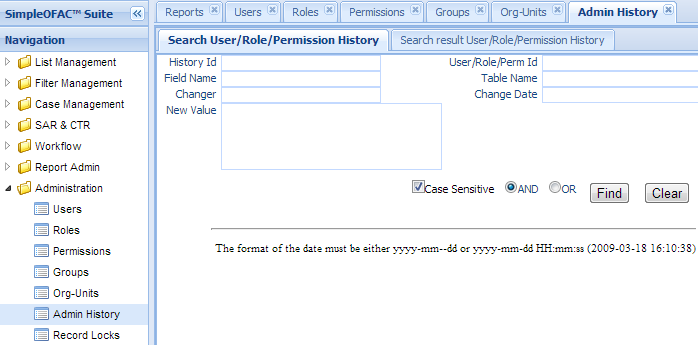 SimpleOFAC™ Suite
Reports Users Roles Permissions Groups Org-Units Admin History
Navigation
Search User/Role/Permission History Search result User/Role/Permission History
List Management
Filter Management
Case Management
SAR & CTR
Workflow
Report Admin
Administration
Users
Roles
Permissions
Groups
Org-Units
Admin History
Record Locks
History Id User/Role/Perm Id
Field Name Table Name
Changer Change Date
New Value
Case Sensitive AND OR Find Clear
The format of the date must be either yyyy-mm--dd or yyyy-mm-dd HH:mm:ss (2009-03-18 16:10:38)